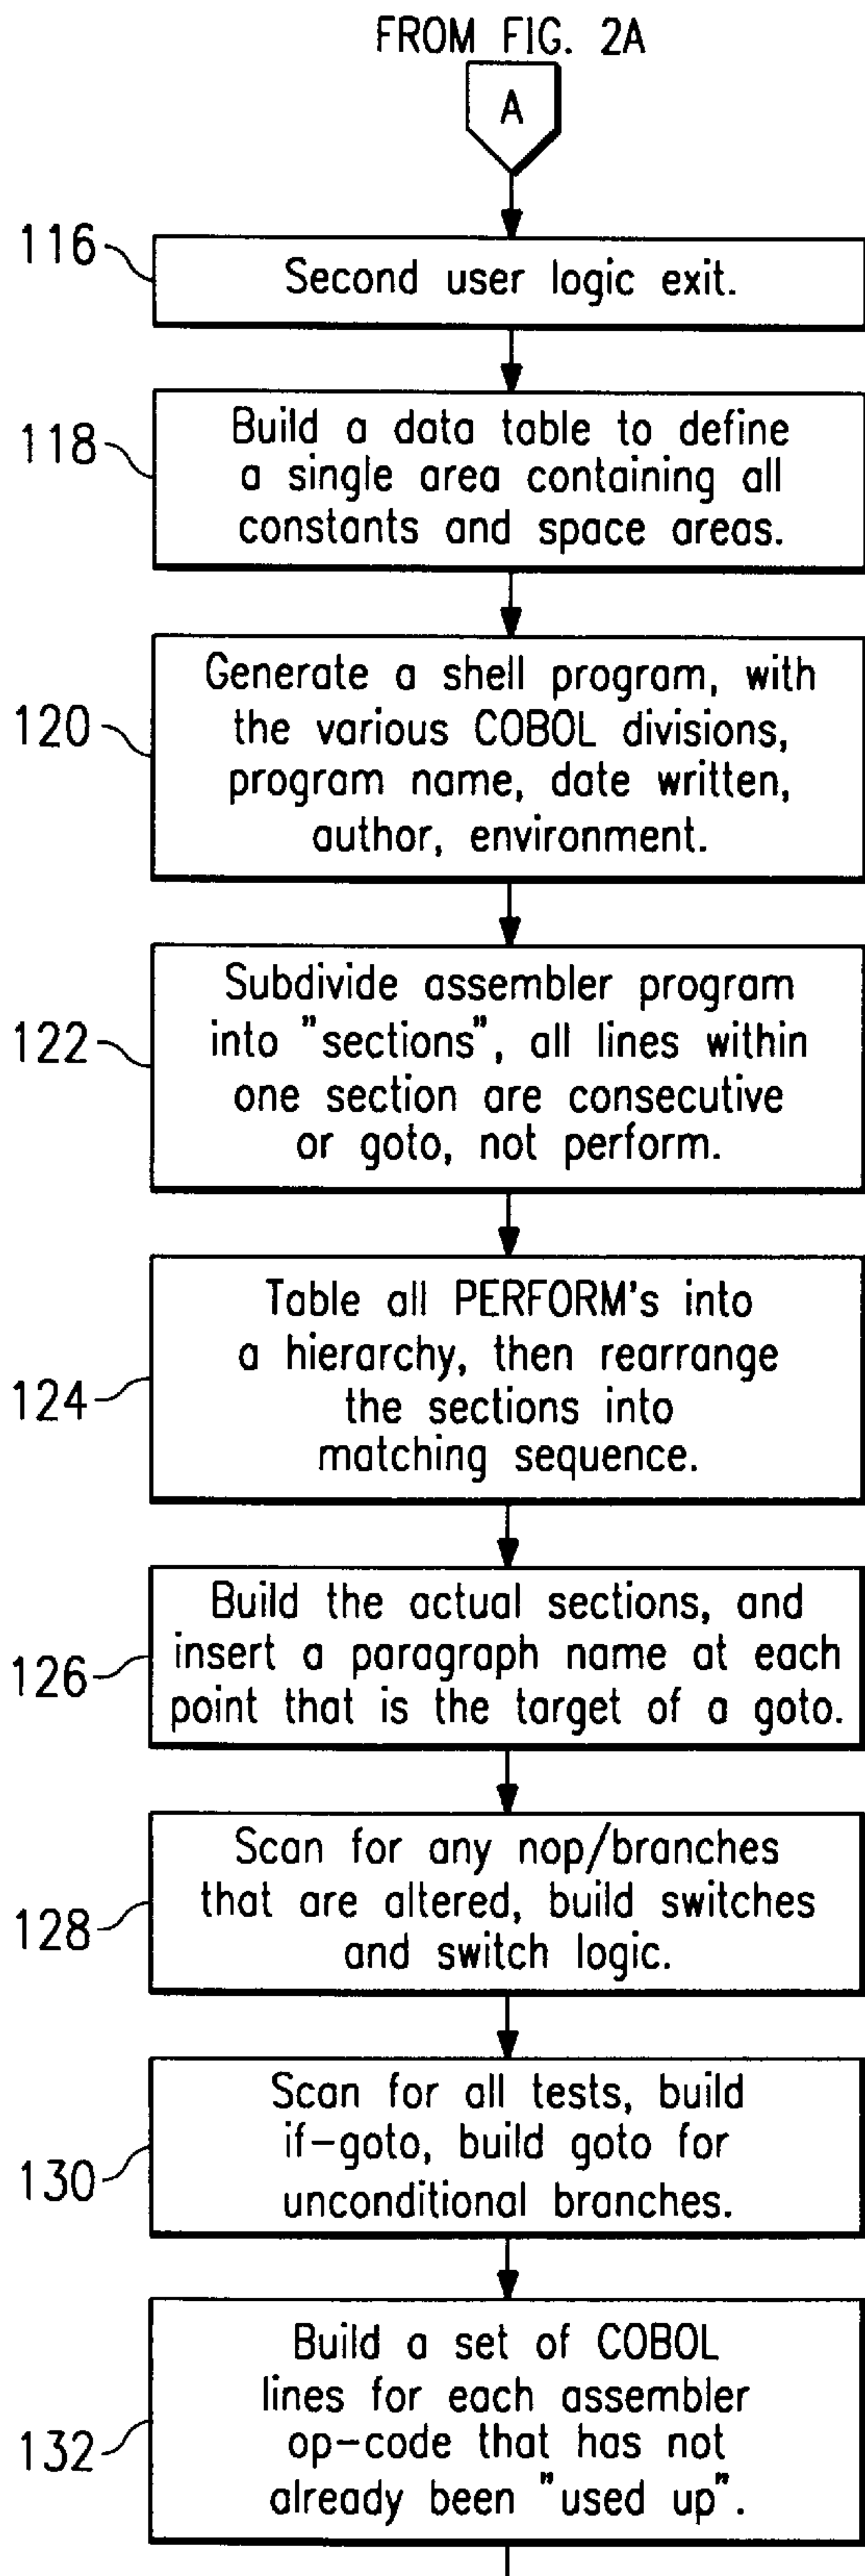 FROM FIG. 2A
A
116
Second user logic exit.
118
Build a data table to define
a single area containing all
constants and space areas.
120
Generate a shell program, with
the various COBOL divisions,
program name, date written,
author, environment.
122
Subdivide assembler program
into "sections", all lines within
one section are consecutive
or goto, not perform.
124
Table all PERFORM's into
a hierarchy, then rearrange
the sections into
matching sequence.
126
Build the actual sections, and
insert a paragraph name at each
point that is the target of a goto.
128
Scan for any nop/branches
that are altered, build switches
and switch logic.
130
Scan for all tests, build
if-goto, build goto for
unconditional branches.
132
Build a set of COBOL
lines for each assembler
op-code that has not
already been "used up".